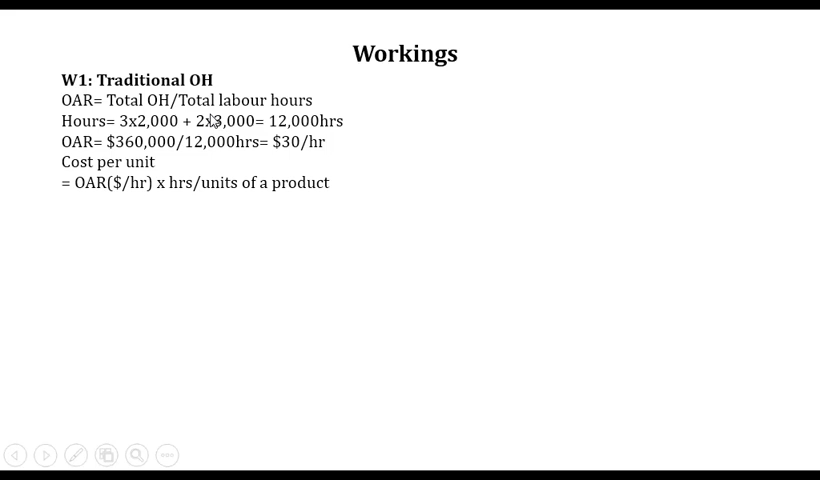 Workings
W1: Traditional OH
OAR= Total OH/Total labour hours
Hours= 3x2,000 + 2x3,000= 12,000hrs
OAR= $360,000/12,000hrs= $30/hr
Cost per unit
= OAR($/hr) x hrs/units of a product